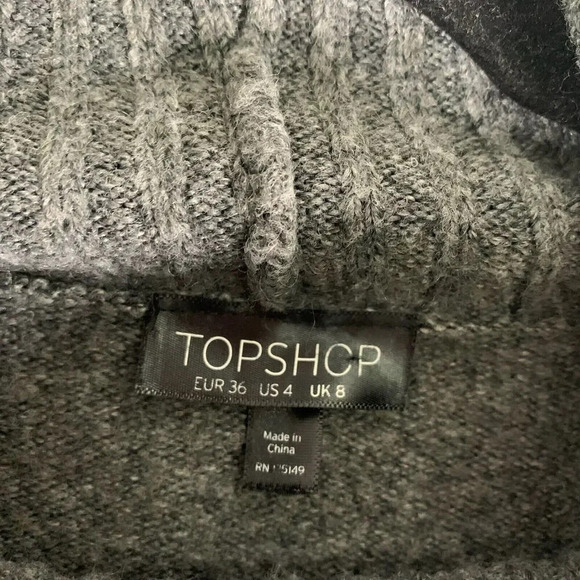 TOPSHOP
EUR 36 US 4 UK 8
Made in
China
RN